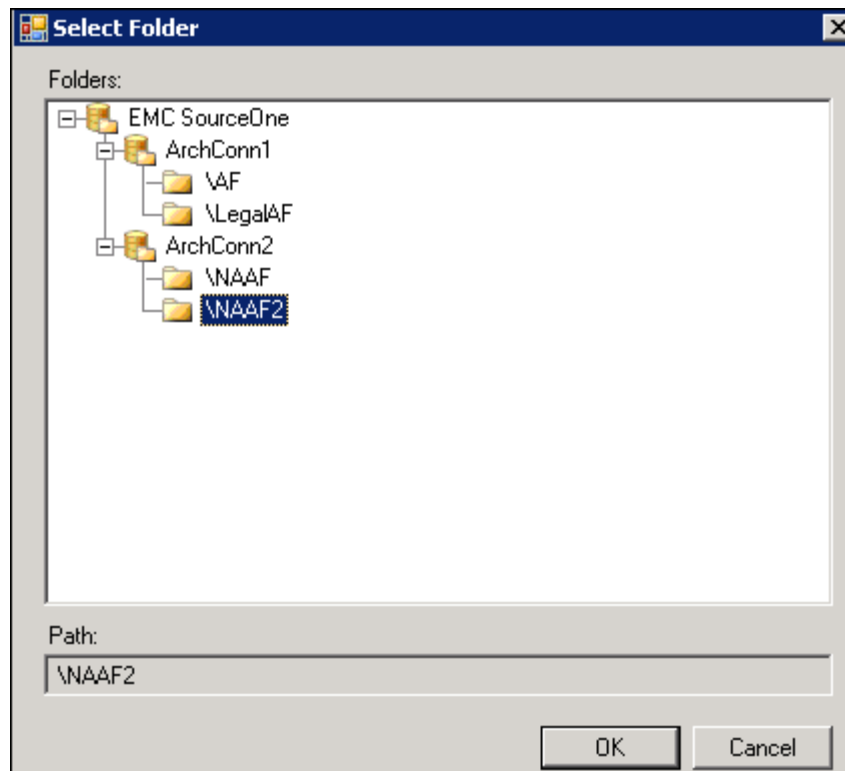 Select Folder
Folders:
EMC SourceOne
ArchConn1
\AF
\LegalAF
ArchConn2
\NAAF
\NAAF2
Path:
\NAAF2
OK Cancel